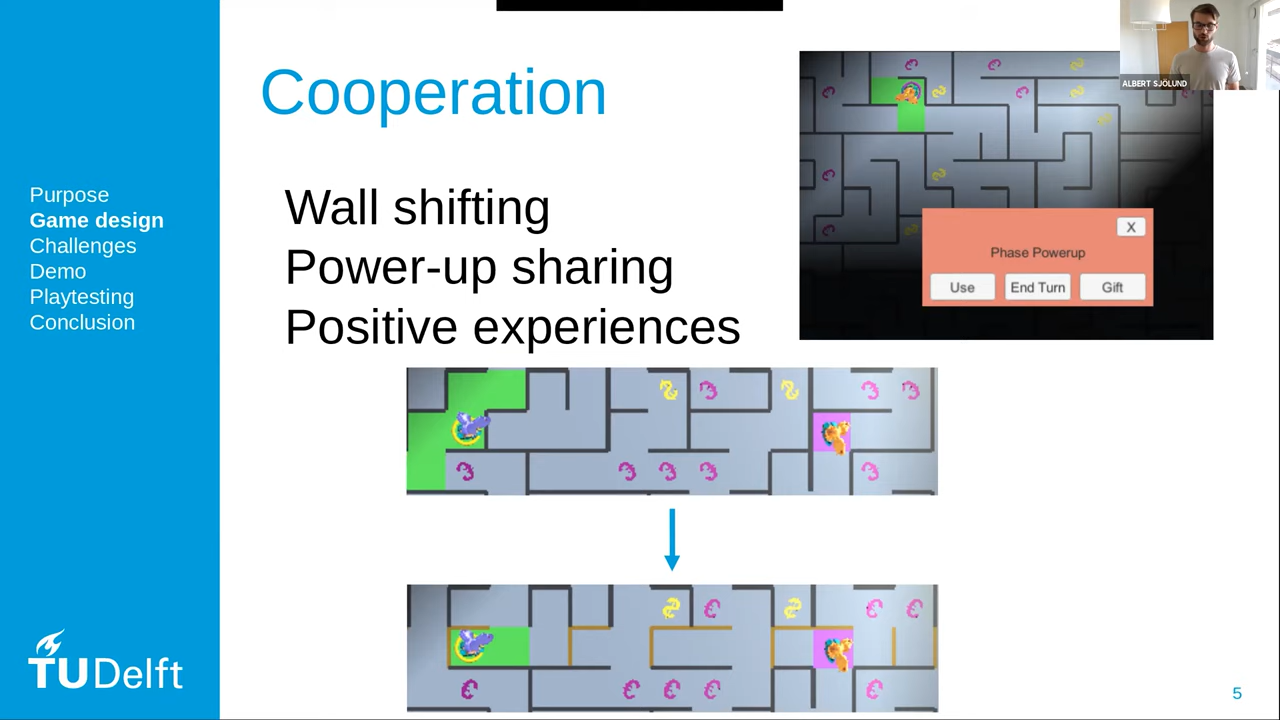 ALBERT SJÖLUND
Cooperation
Purpose
Game design
Challenges
Demo
Playtesting
Conclusion
Wall shifting
Power-up sharing
Positive experiences
X
Phase Powerup
Use
End Turn
Gift
TUDelft
5